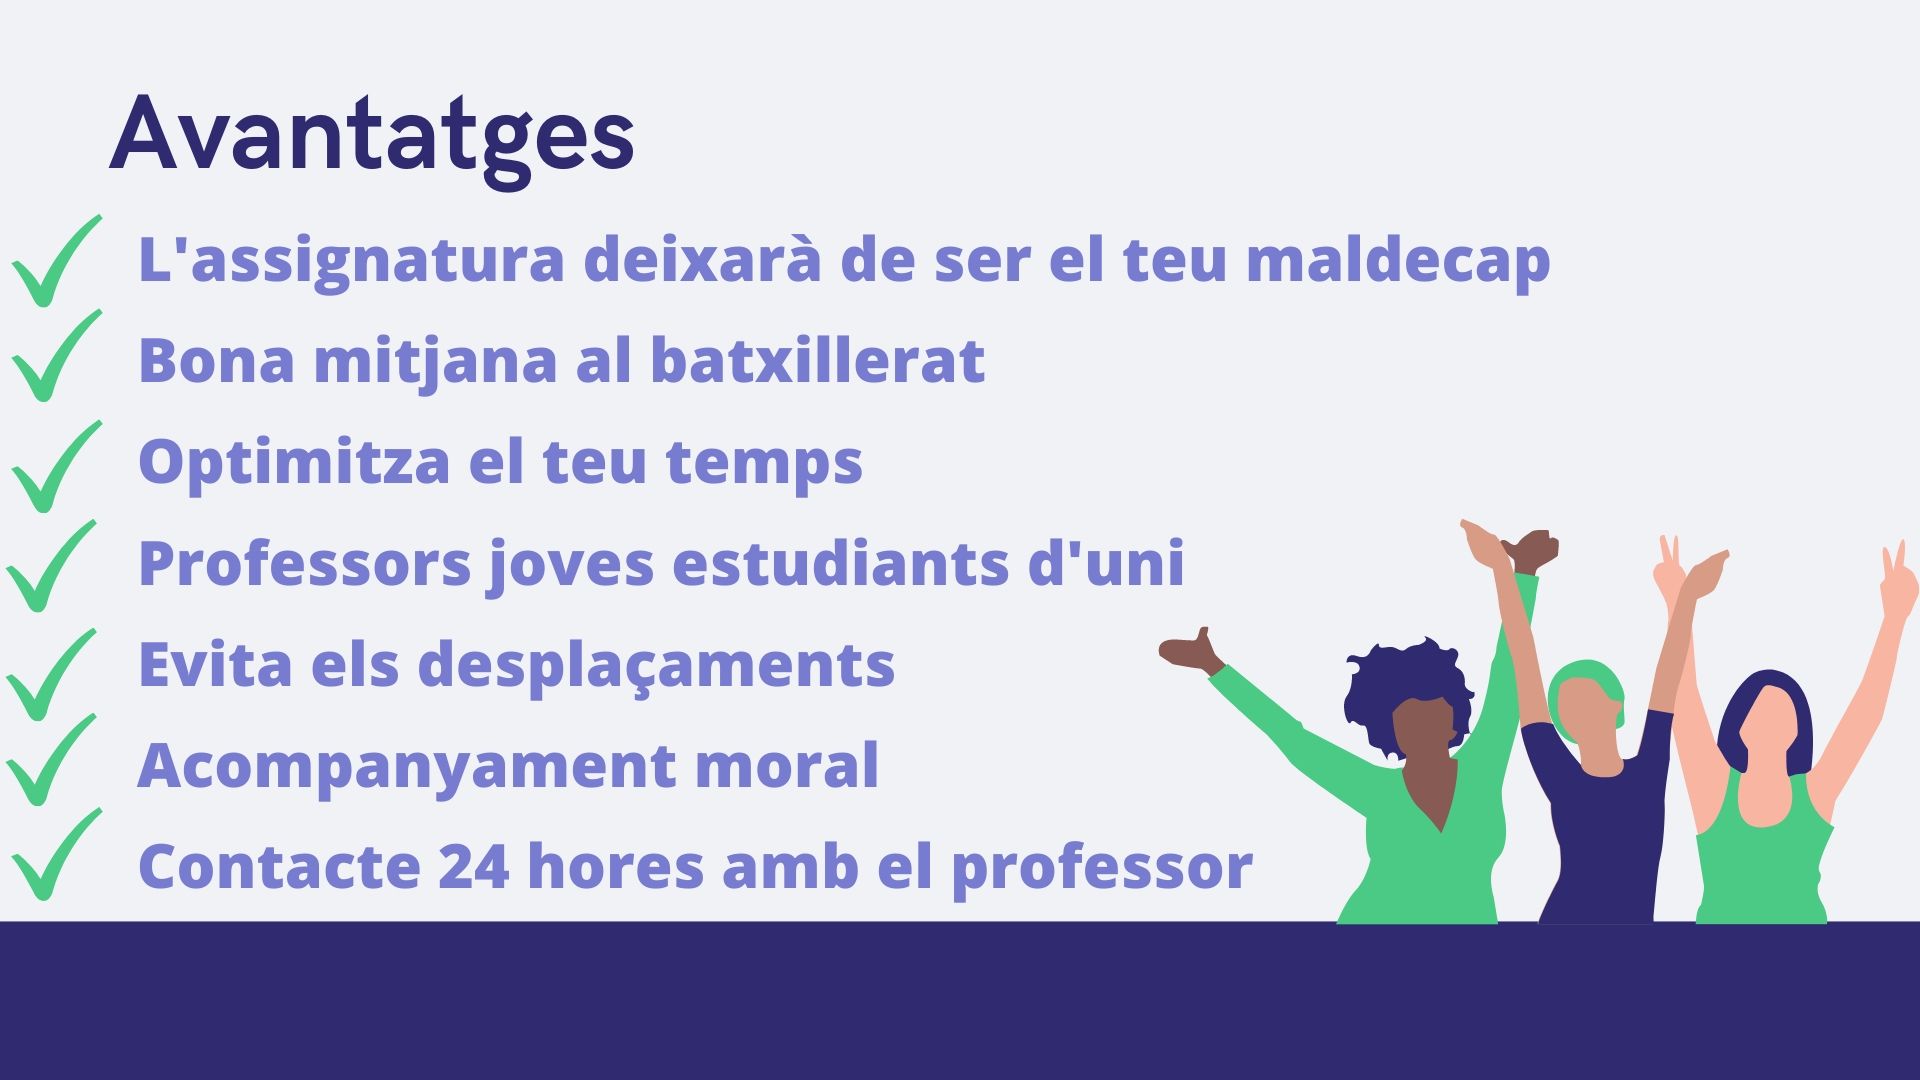 Avantatges
L'assignatura deixarà de ser el teu maldecap
Bona mitjana al batxillerat
Optimitza el teu temps
Professors joves estudiants d'uni
Evita els desplaçaments
Acompanyament moral
Contacte 24 hores amb el professor